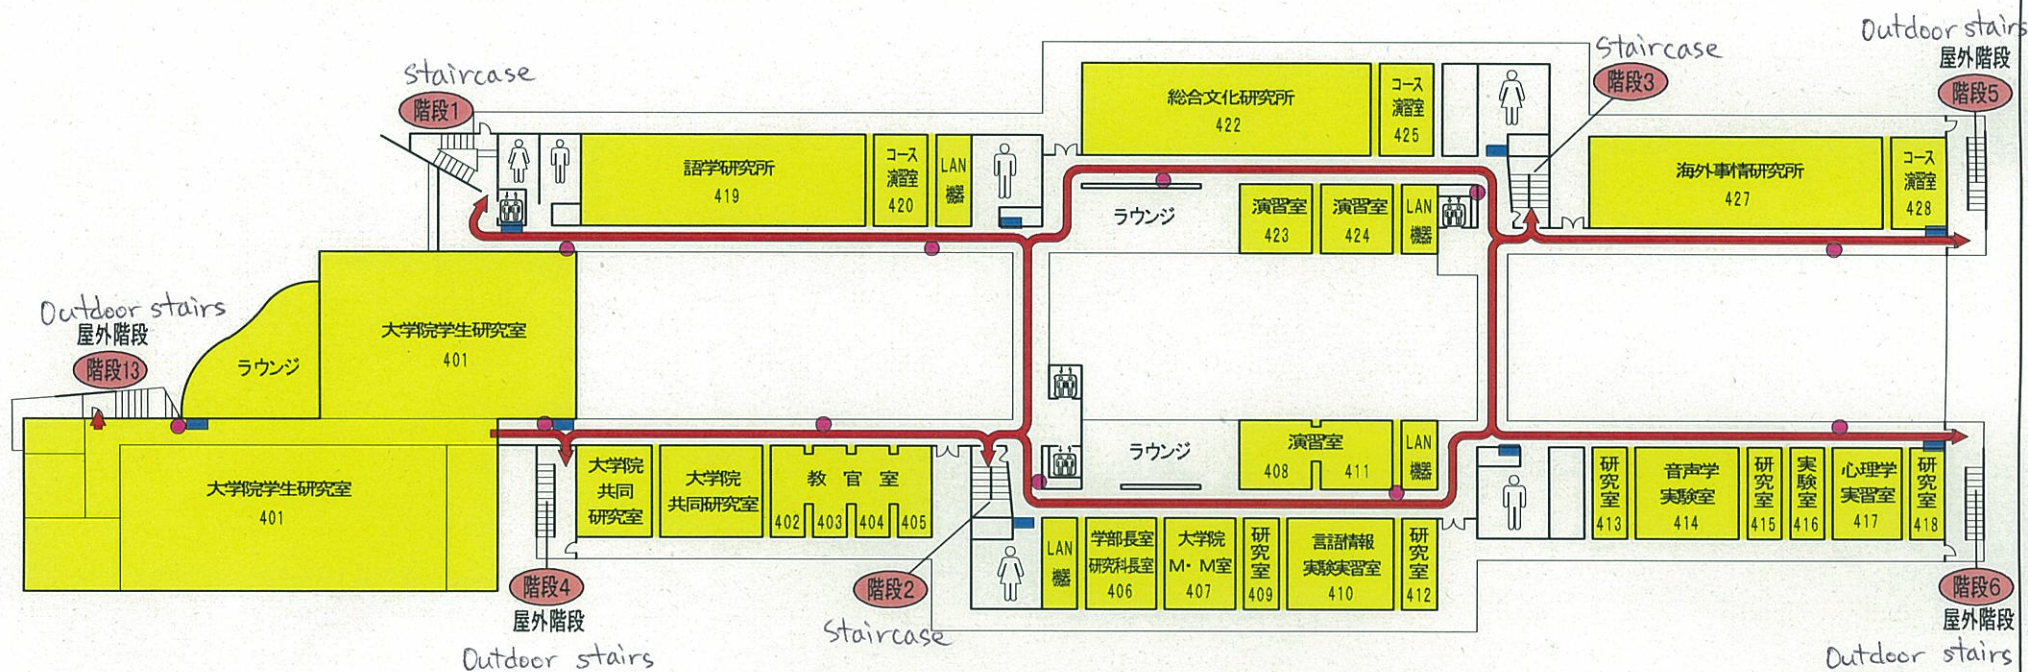 Outdoor stairs
屋外階段
階段5
Staircase
階段3
Staircase
階段1
総合文化研究所
422
コース
演習室
425
語学研究所
419
コース
演習室
420
LAN
機器
海外事情研究所
427
コース
演習室
428
ラウンジ
演習室
423
演習室
424
LAN
機器
Outdoor stairs
屋外階段
階段13
ラウンジ
大学院学生研究室
401
大学院学生研究室
401
大学院
共同
研究室
大学院
共同研究室
教官室
402
403
404
405
ラウンジ
演習室
408
411
LAN
機器
研究室
413
音声学
実験室
414
研究室
415
実験室
416
心理学
実習室
417
研究室
418
LAN
機器
学部長室
研究科長室
406
大学院
M・M室
407
研究室
409
言語情報
実験実習室
410
研究室
412
階段4
屋外階段
Outdoor stairs
階段2
Staircase
階段6
屋外階段
Outdoor stairs